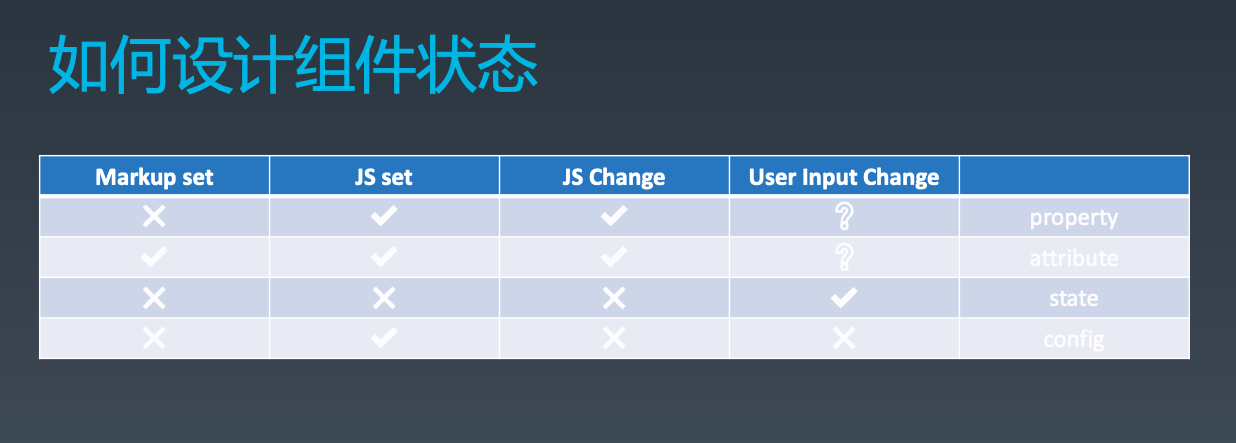 如何设计组件状态
Markup set JS set JS Change User Input Change
❌ ✔ ✔ ❓ property
✔ ✔ ✔ ❓ attribute
❌ ❌ ❌ ✔ state
❌ ✔ ❌ ❌ config